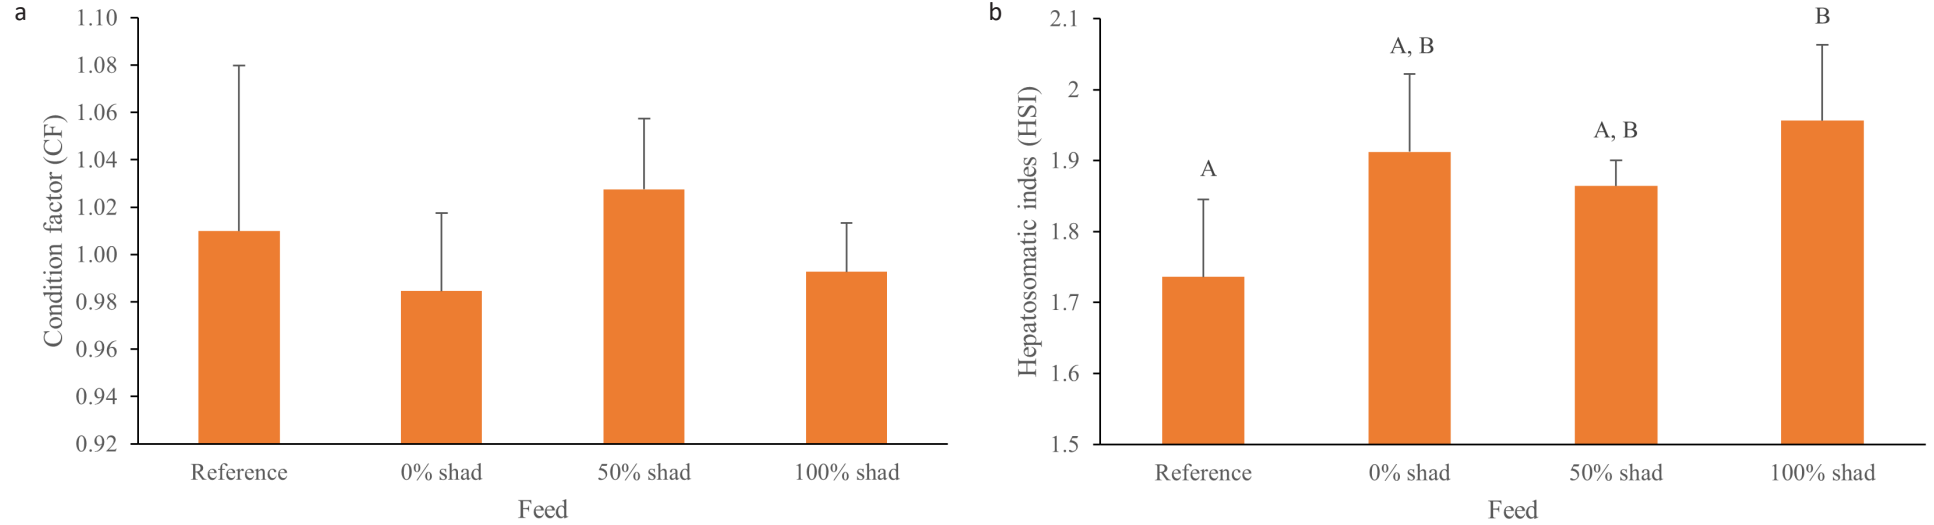 a
1.10
1.08
1.06
1.04
1.02
1.00
0.98
0.96
0.94
0.92
Condition factor (CF)
Reference 0% shad 50% shad 100% shad
Feed
b
2.1
2
1.9
1.8
1.7
1.6
1.5
Hepatosomatic indes (HSI)
A
A, B
A, B
B
Reference 0% shad 50% shad 100% shad
Feed